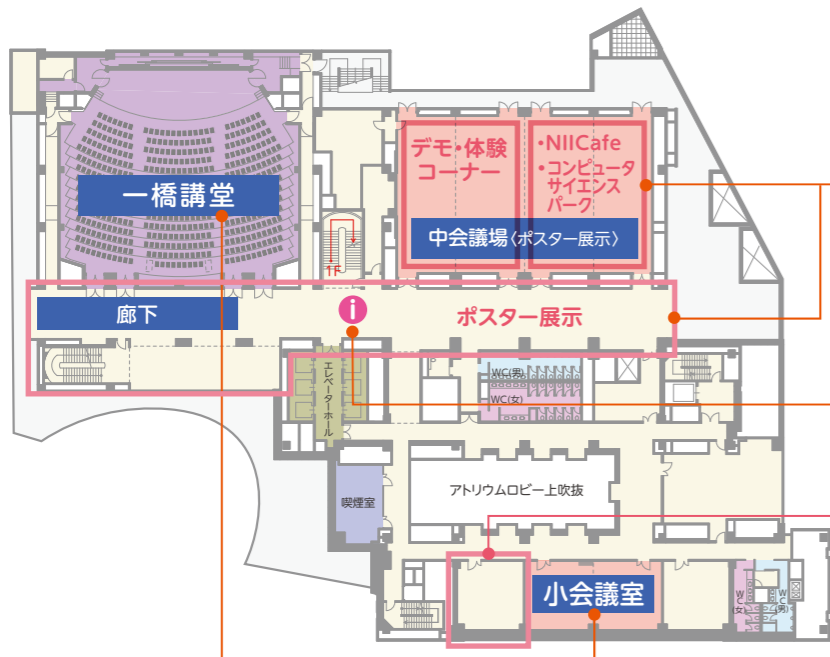 デモ・体験
コーナー
・NIICafe
・コンピュータ
サイエンス
パーク
一橋講堂
中会議場〈ポスター展示〉
1F
廊下
i
ポスター展示
エレベーターホール
WC(男)
WC(女)
喫煙室
アトリウムロビー上吹抜
小会議室
WC(女)
WC(男)